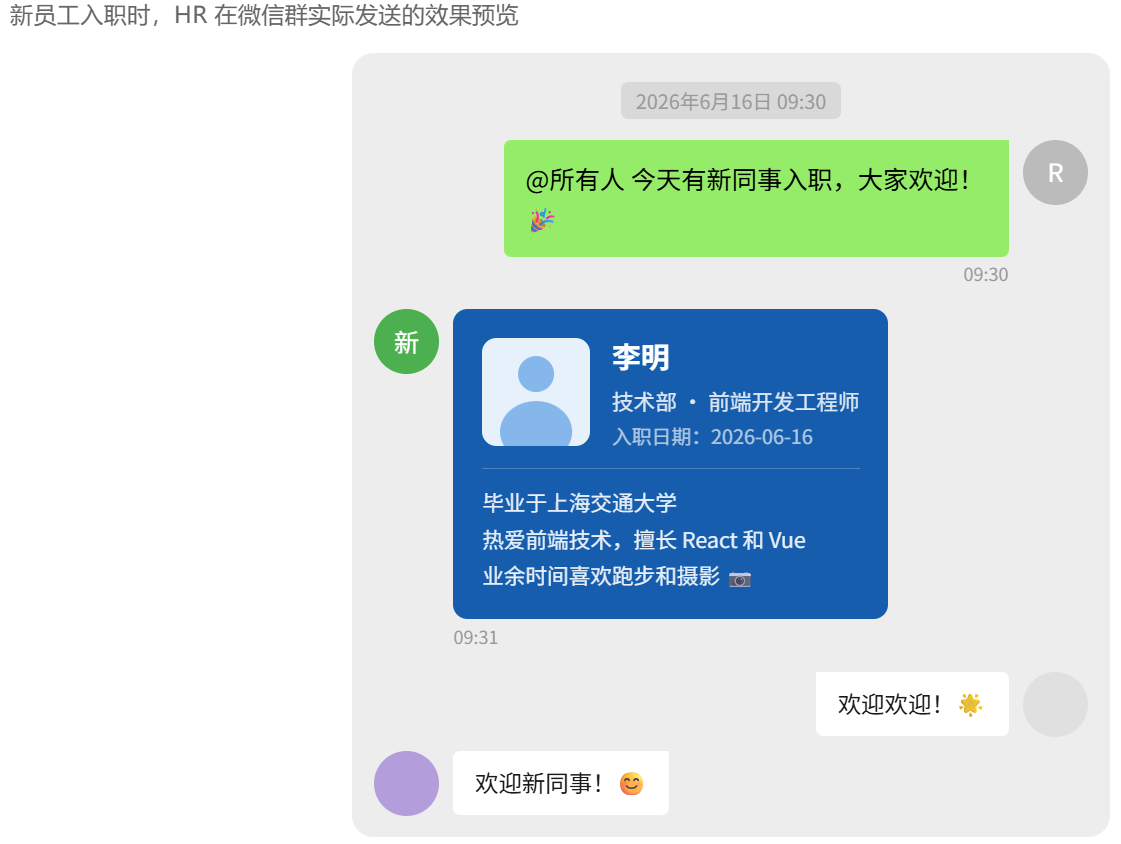 新员工入职时，HR 在微信群实际发送的效果预览
2026年6月16日 09:30
@所有人 今天有新同事入职，大家欢迎！
🎉
R
09:30
新
李明
技术部 · 前端开发工程师
入职日期：2026-06-16
毕业于上海交通大学
热爱前端技术，擅长 React 和 Vue
业余时间喜欢跑步和摄影 📷
09:31
欢迎欢迎！🌟
欢迎新同事！😊